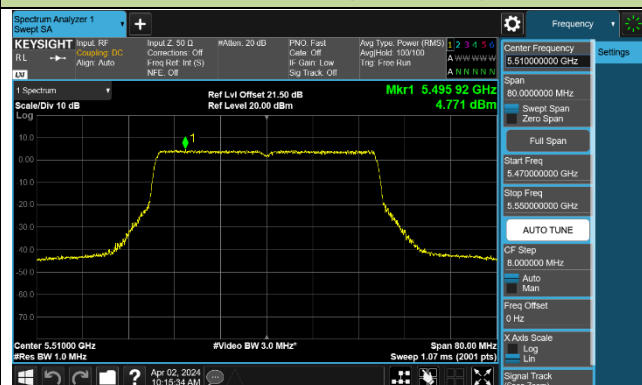 Spectrum Analyzer 1
Swept SA
Frequency
KEYSIGHT
RL
Input: RF
Coupling: DC
Align: Auto
Input Z: 50 Ω
Corrections: Off
Freq Ref: Int (S)
NFE: Off
#Atten: 20 dB
PNO: Fast
Gate: Off
IF Gain: Low
Sig Track: Off
Avg Type: Power (RMS)
Avg|Hold: 100/100
Trig: Free Run
1 2 3 4 5 6
A W W W W W
A N N N N N
LXI
1 Spectrum
Scale/Div 10 dB
Log
Ref Lvl Offset 21.50 dB
Ref Level 20.00 dBm
Mkr1 5.495 92 GHz
4.771 dBm
1
10.0
0.00
10.0
20.0
30.0
40.0
50.0
60.0
70.0
Center 5.51000 GHz
#Res BW 1.0 MHz
#Video BW 3.0 MHz*
Span 80.00 MHz
Sweep 1.07 ms (2001 pts)
Center Frequency
5.510000000 GHz
Span
80.0000000 MHz
Swept Span
Zero Span
Full Span
Start Freq
5.470000000 GHz
Stop Freq
5.550000000 GHz
AUTO TUNE
CF Step
8.000000 MHz
Auto
Man
Freq Offset
0 Hz
X Axis Scale
Log
Lin
Signal Track
(Span Zoom)
Settings
Apr 02, 2024
10:15:34 AM